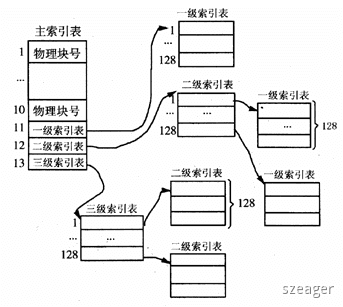 一级索引表
主索引表
1
...
128
1
物理块号
...
二级索引表
一级索引表
1
...
128
...
128
10
物理块号
11
一级索引表
12
二级索引表
13
三级索引表
一级索引表
二级索引表
128
三级索引表
1
...
128
...
二级索引表
szeager